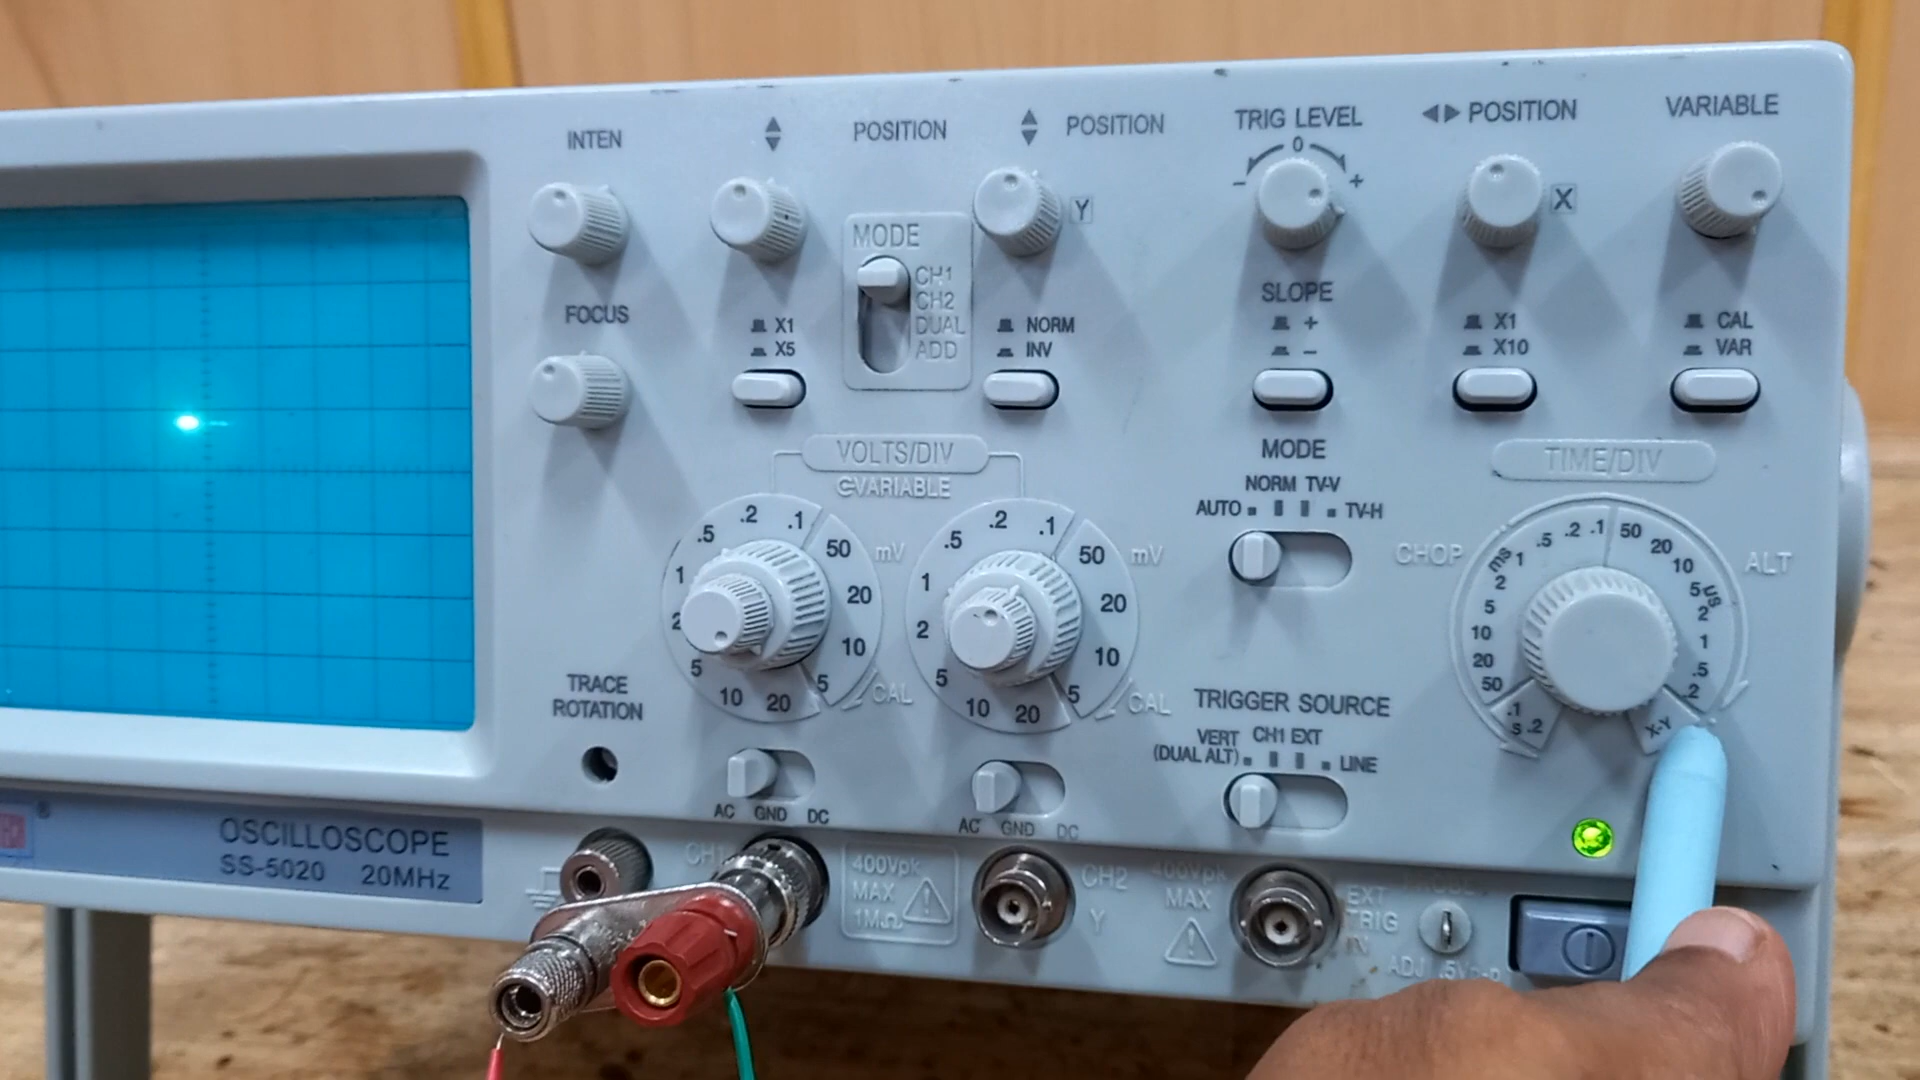 INTEN
POSITION
POSITION
TRIG LEVEL
- 0 +
POSITION
VARIABLE
Y
X
MODE
CH1
CH2
DUAL
ADD
FOCUS
X1
X5
NORM
INV
SLOPE
+
-
X1
X10
CAL
VAR
VOLTS/DIV
VARIABLE
MODE
NORM TV-V
AUTO TV-H
TIME/DIV
CHOP
ALT
.5 .2 .1 50 mV
1 20
2 10
5 10 20 5
CAL
.5 .2 .1 50 mV
1 20
2 10
5 10 20 5
CAL
ms 1 .5 .2 .1 50 20 10
2 5 µs
5 2
10 1
20 .5
50 .2
.1 s .2 X-Y
TRACE
ROTATION
TRIGGER SOURCE
VERT CH1 EXT
(DUAL ALT) LINE
AC GND DC
AC GND DC
OSCILLOSCOPE
SS-5020 20MHz
®
CH1
400Vpk
MAX
1MΩ
CH2
Y
400Vpk
MAX
EXT
TRIG
IN
ADJ